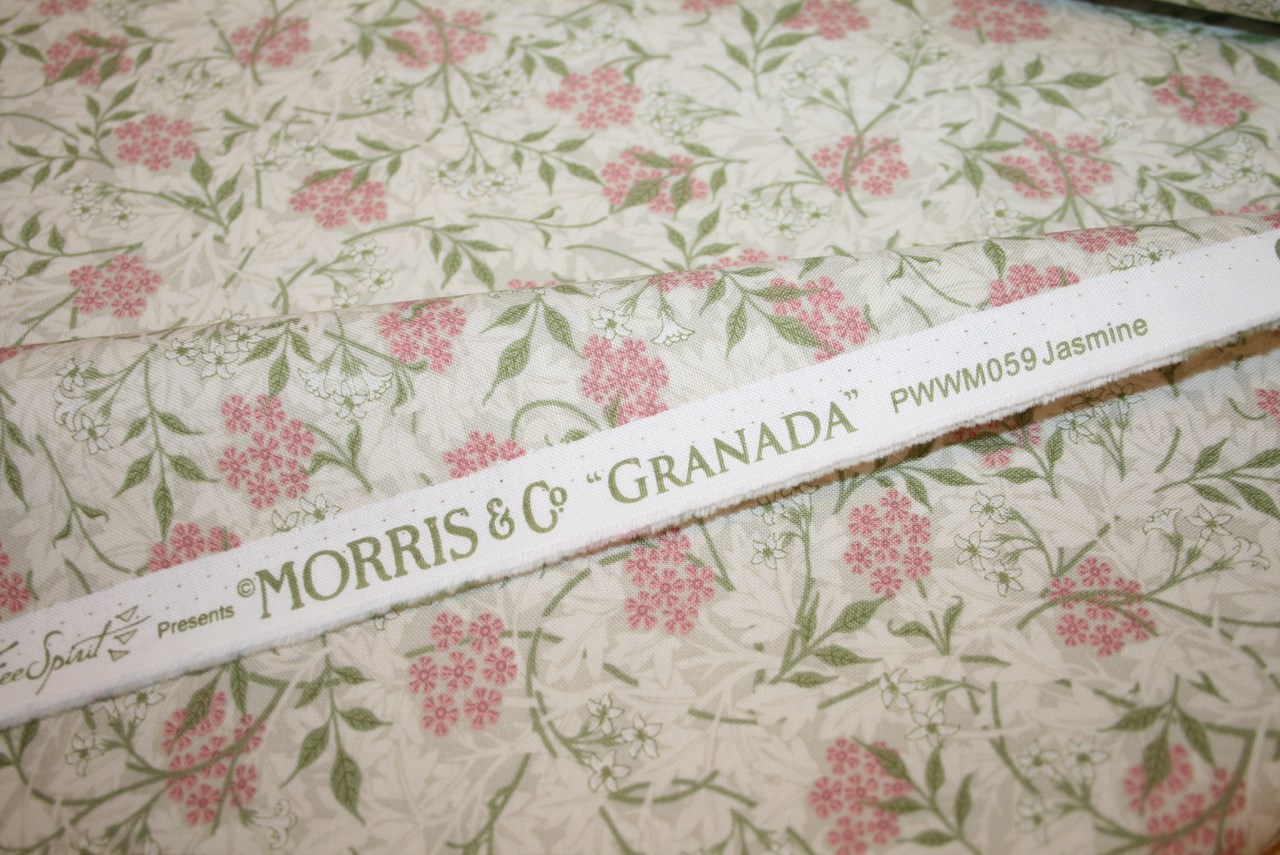 FreeSpirit Presents ©MORRIS & Co "GRANADA" PWWM059 Jasmine